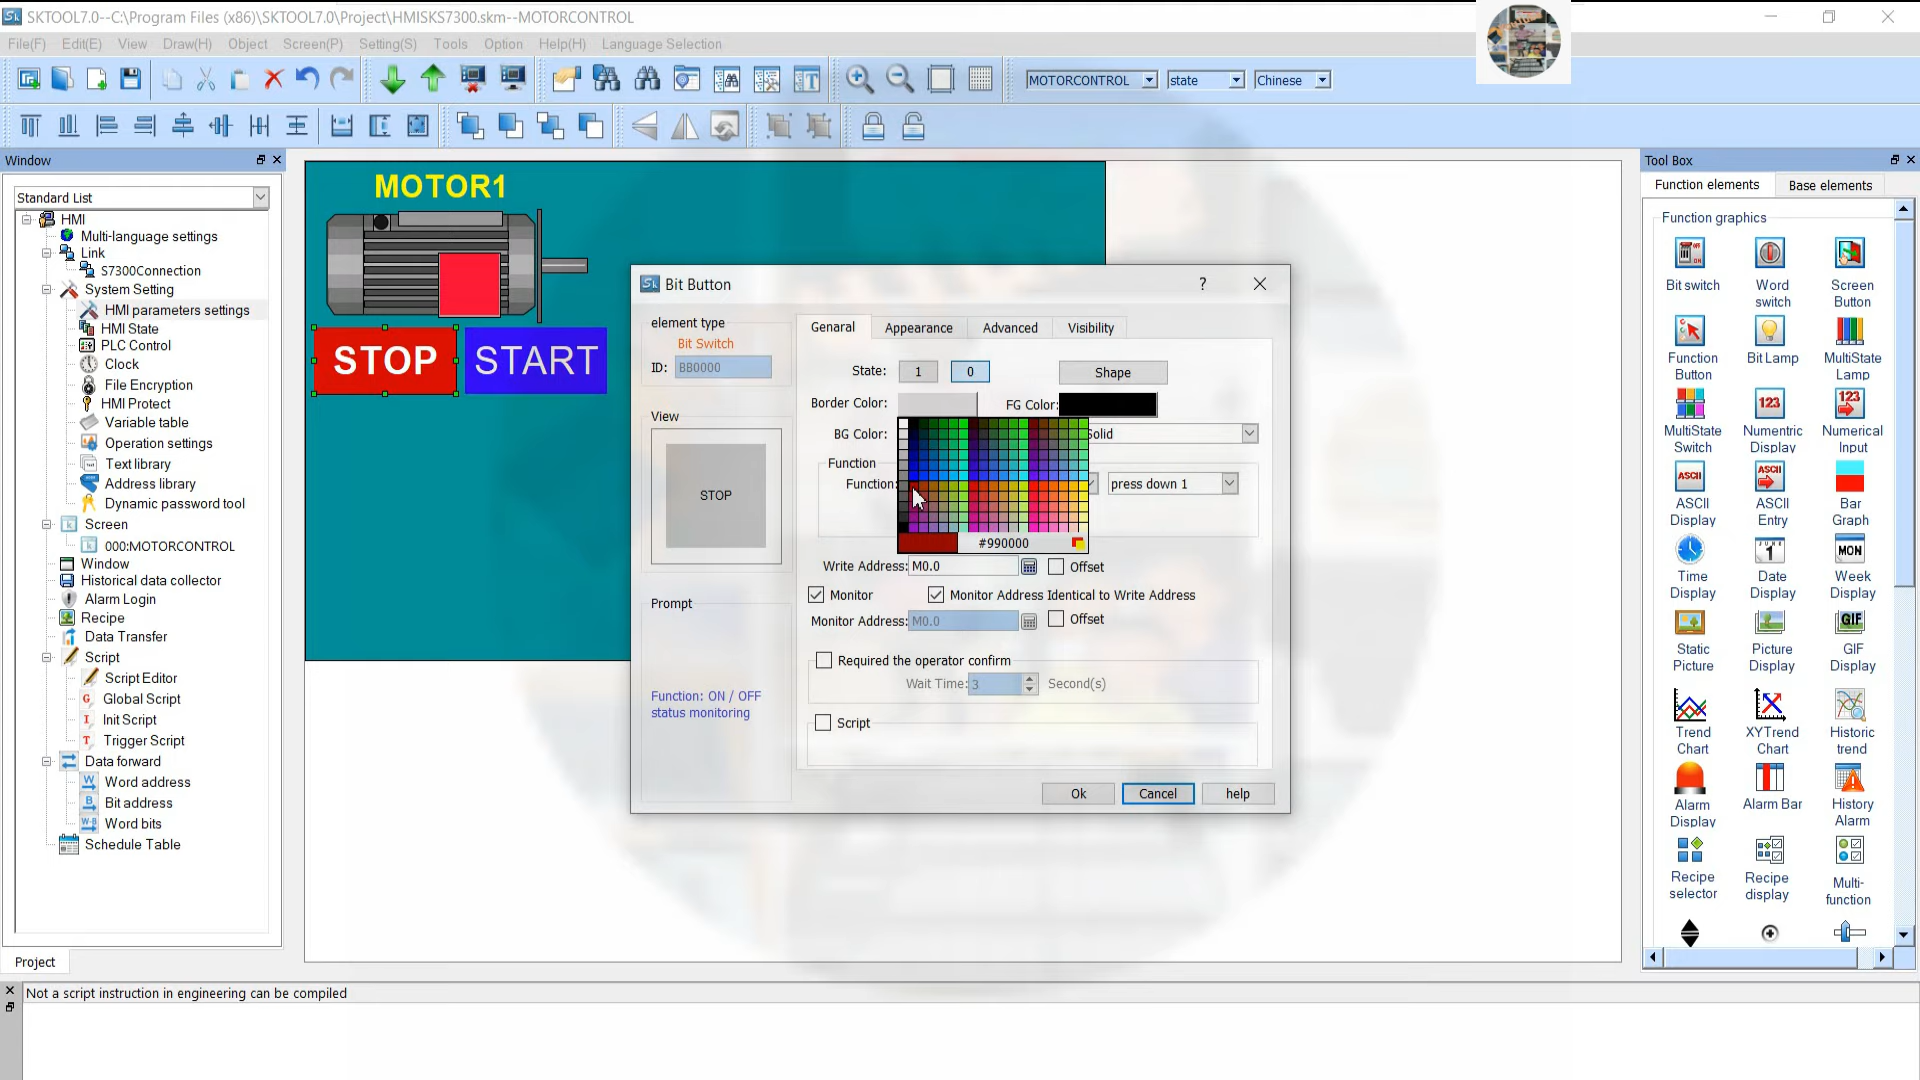 SKTOOL7.0--C:\Program Files (x86)\SKTOOL7.0\Project\HMISKS7300.skm--MOTORCONTROL
File(F) Edit(E) View Draw(H) Object Screen(P) Setting(S) Tools Option Help(H) Language Selection
MOTORCONTROL state Chinese
Window
Standard List
HMI
Multi-language settings
Link
S7300Connection
System Setting
HMI parameters settings
HMI State
PLC Control
Clock
File Encryption
HMI Protect
Variable table
Operation settings
Text library
Address library
Dynamic password tool
Screen
000:MOTORCONTROL
Window
Historical data collector
Alarm Login
Recipe
Data Transfer
Script
Script Editor
Global Script
Init Script
Trigger Script
Data forward
Word address
Bit address
Word bits
Schedule Table
Project
MOTOR1
STOP START
Bit Button ?
element type
Bit Switch
ID: BB0000
View
STOP
Prompt
Function: ON / OFF
status monitoring
General Appearance Advanced Visibility
State: 1 0 Shape
Border Color: FG Color:
BG Color: Solid
Function
Function: press down 1
#990000
Write Address: M0.0 Offset
Monitor Monitor Address Identical to Write Address
Monitor Address: M0.0 Offset
Required the operator confirm
Wait Time: 3 Second(s)
Script
Ok Cancel help
Tool Box
Function elements Base elements
Function graphics
Bit switch
Word
switch
Screen
Button
Function
Button
Bit Lamp
MultiState
Lamp
MultiState
Switch
Numentric
Display
Numerical
Input
ASCII
Display
ASCII
Entry
Bar
Graph
Time
Display
Date
Display
Week
Display
Static
Picture
Picture
Display
GIF
Display
Trend
Chart
XYTrend
Chart
Historic
trend
Alarm
Display
Alarm Bar
History
Alarm
Recipe
selector
Recipe
display
Multi-
function
Not a script instruction in engineering can be compiled